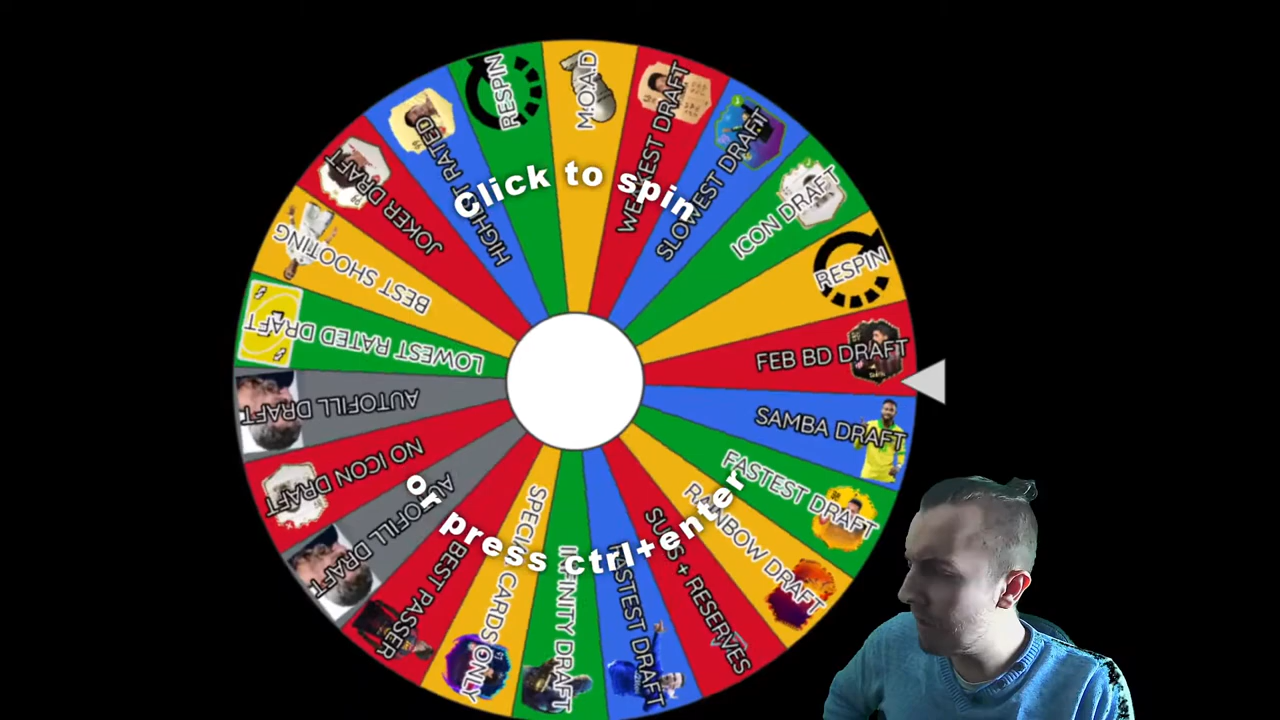 Click to spin
or press ctrl+enter
M.O.A.D
WEAKEST DRAFT
SLOWEST DRAFT
ICON DRAFT
RESPIN
FEB BD DRAFT
SAMBA DRAFT
FASTEST DRAFT
RAINBOW DRAFT
SUBS + RESERVES
FASTEST DRAFT
INFINITY DRAFT
SPECIAL CARDS ONLY
BEST PASSER
AUTOFILL DRAFT
NO ICON DRAFT
AUTOFILL DRAFT
LOWEST RATED DRAFT
BEST SHOOTING
JOKER DRAFT
HIGHEST RATED
RESPIN